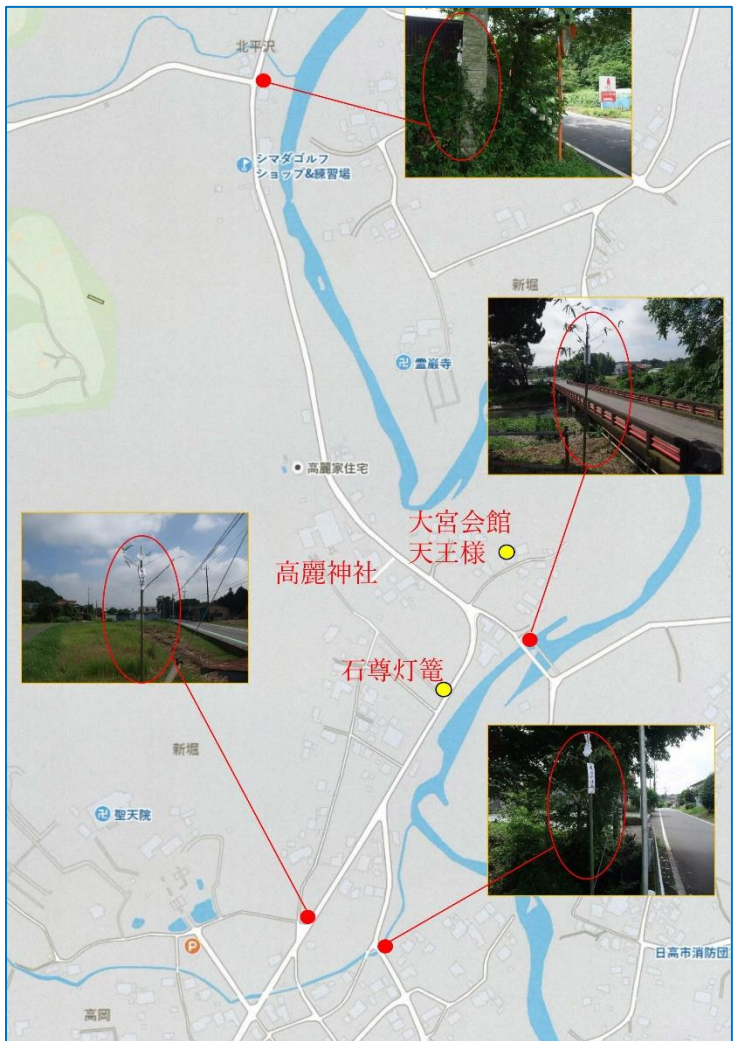 北平沢
シマダゴルフ
ショップ&練習場
新堀
霊巌寺
高麗家住宅
大宮会館
天王様
高麗神社
石尊灯篭
新堀
聖天院
P
日高市消防団
高岡